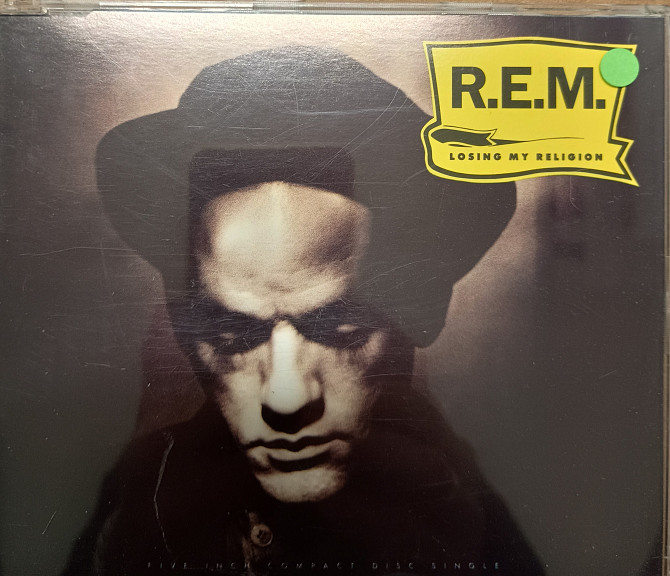 R.E.M.
LOSING MY RELIGION
FIVE INCH COMPACT DISC SINGLE